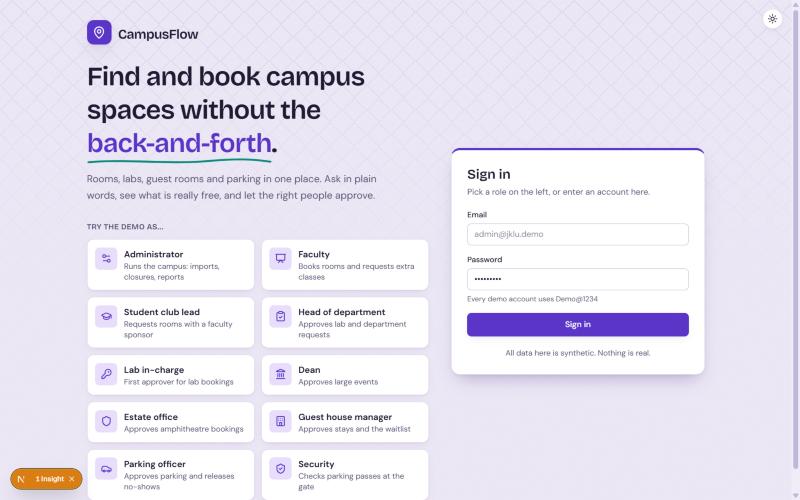 CampusFlow
Find and book campus
spaces without the
back-and-forth.
Rooms, labs, guest rooms and parking in one place. Ask in plain
words, see what is really free, and let the right people approve.
TRY THE DEMO AS...
Administrator
Runs the campus: imports,
closures, reports
Faculty
Books rooms and requests extra
classes
Student club lead
Requests rooms with a faculty
sponsor
Head of department
Approves lab and department
requests
Lab in-charge
First approver for lab bookings
Dean
Approves large events
Estate office
Approves amphitheatre bookings
Guest house manager
Approves stays and the waitlist
Parking officer
Approves parking and releases
no-shows
Security
Checks parking passes at the
gate
Sign in
Pick a role on the left, or enter an account here.
Email
admin@jklu.demo
Password
•••••••••
Every demo account uses Demo@1234
Sign in
All data here is synthetic. Nothing is real.
N 1 Insight ×